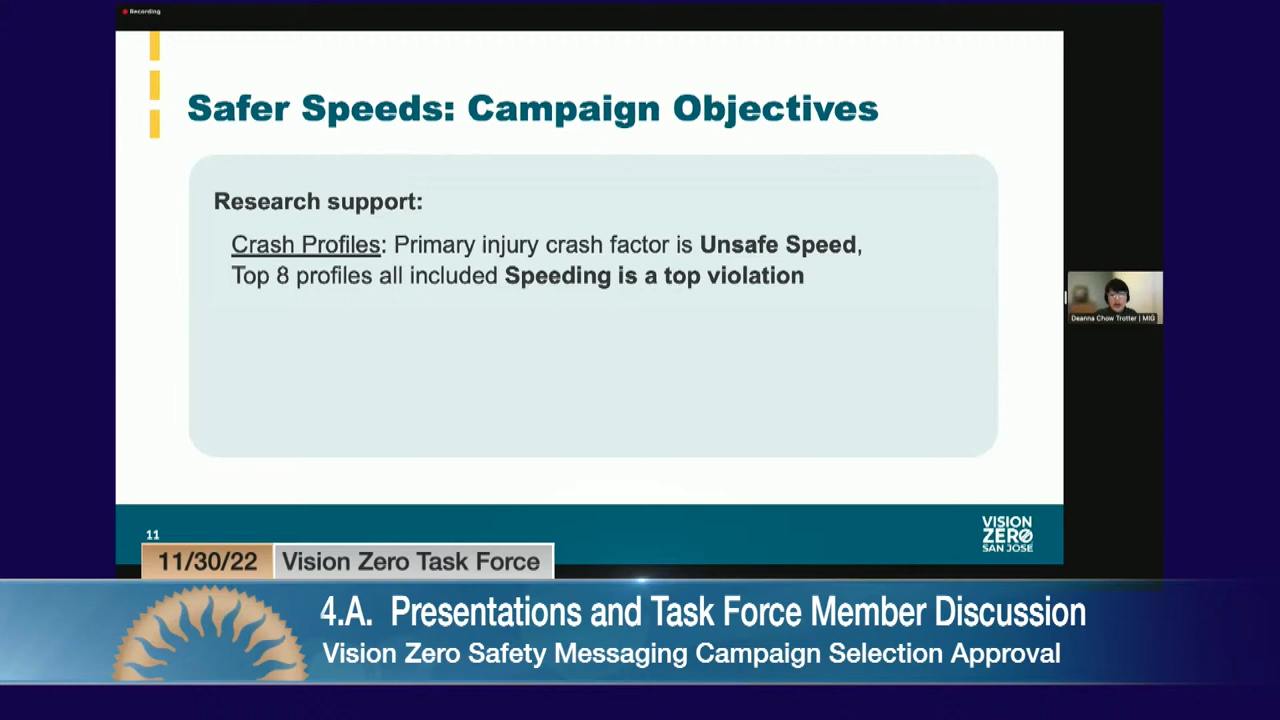 Recording
Safer Speeds: Campaign Objectives
Research support:
Crash Profiles: Primary injury crash factor is Unsafe Speed,
Top 8 profiles all included Speeding is a top violation
Deanna Chow Trotter | MIG
11
VISION
ZERO
SAN JOSE
11/30/22 Vision Zero Task Force
4.A. Presentations and Task Force Member Discussion
Vision Zero Safety Messaging Campaign Selection Approval